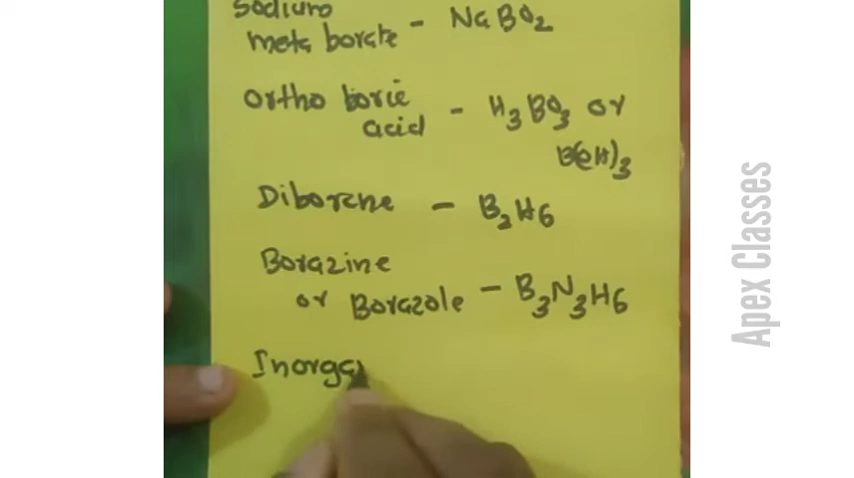 Sodium
meta borate - NaBO2
Ortho boric
acid - H3BO3 or
B(OH)3
Diborane - B2H6
Borazine
or Borazole - B3N3H6
Inorga
Apex Classes